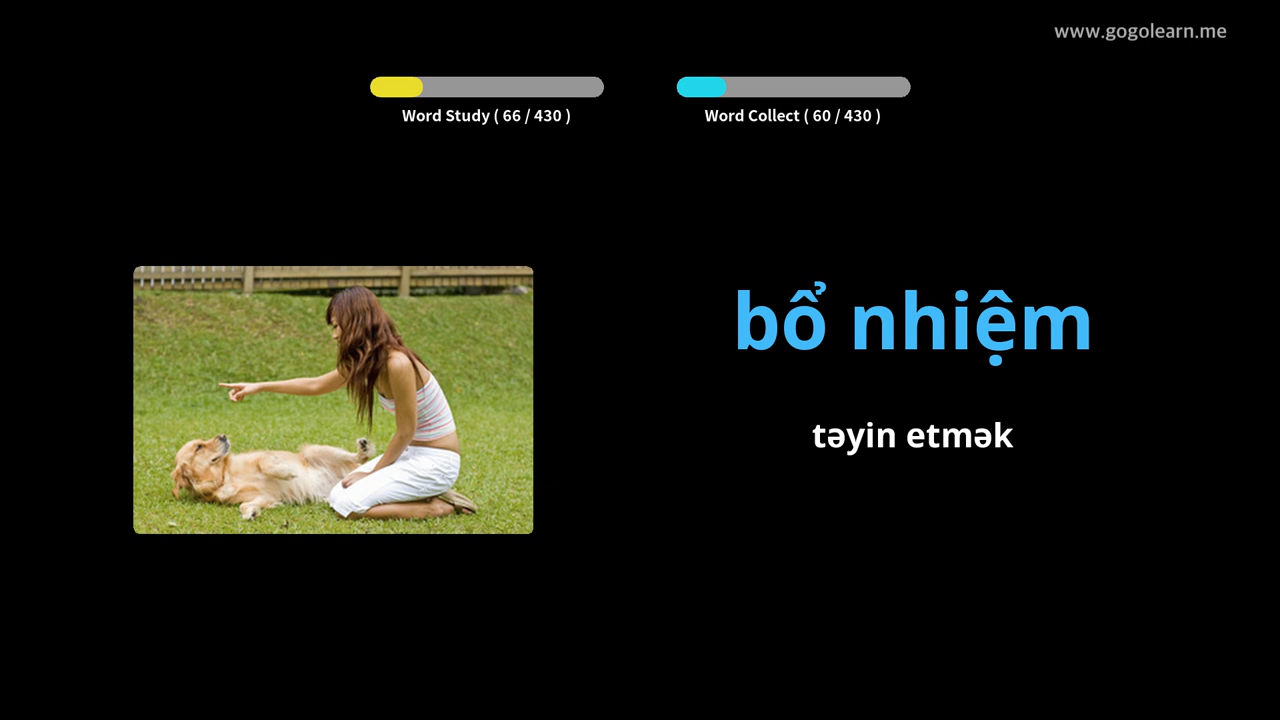 www.gogolearn.me
Word Study ( 66 / 430 )
Word Collect ( 60 / 430 )
bổ nhiệm
təyin etmək